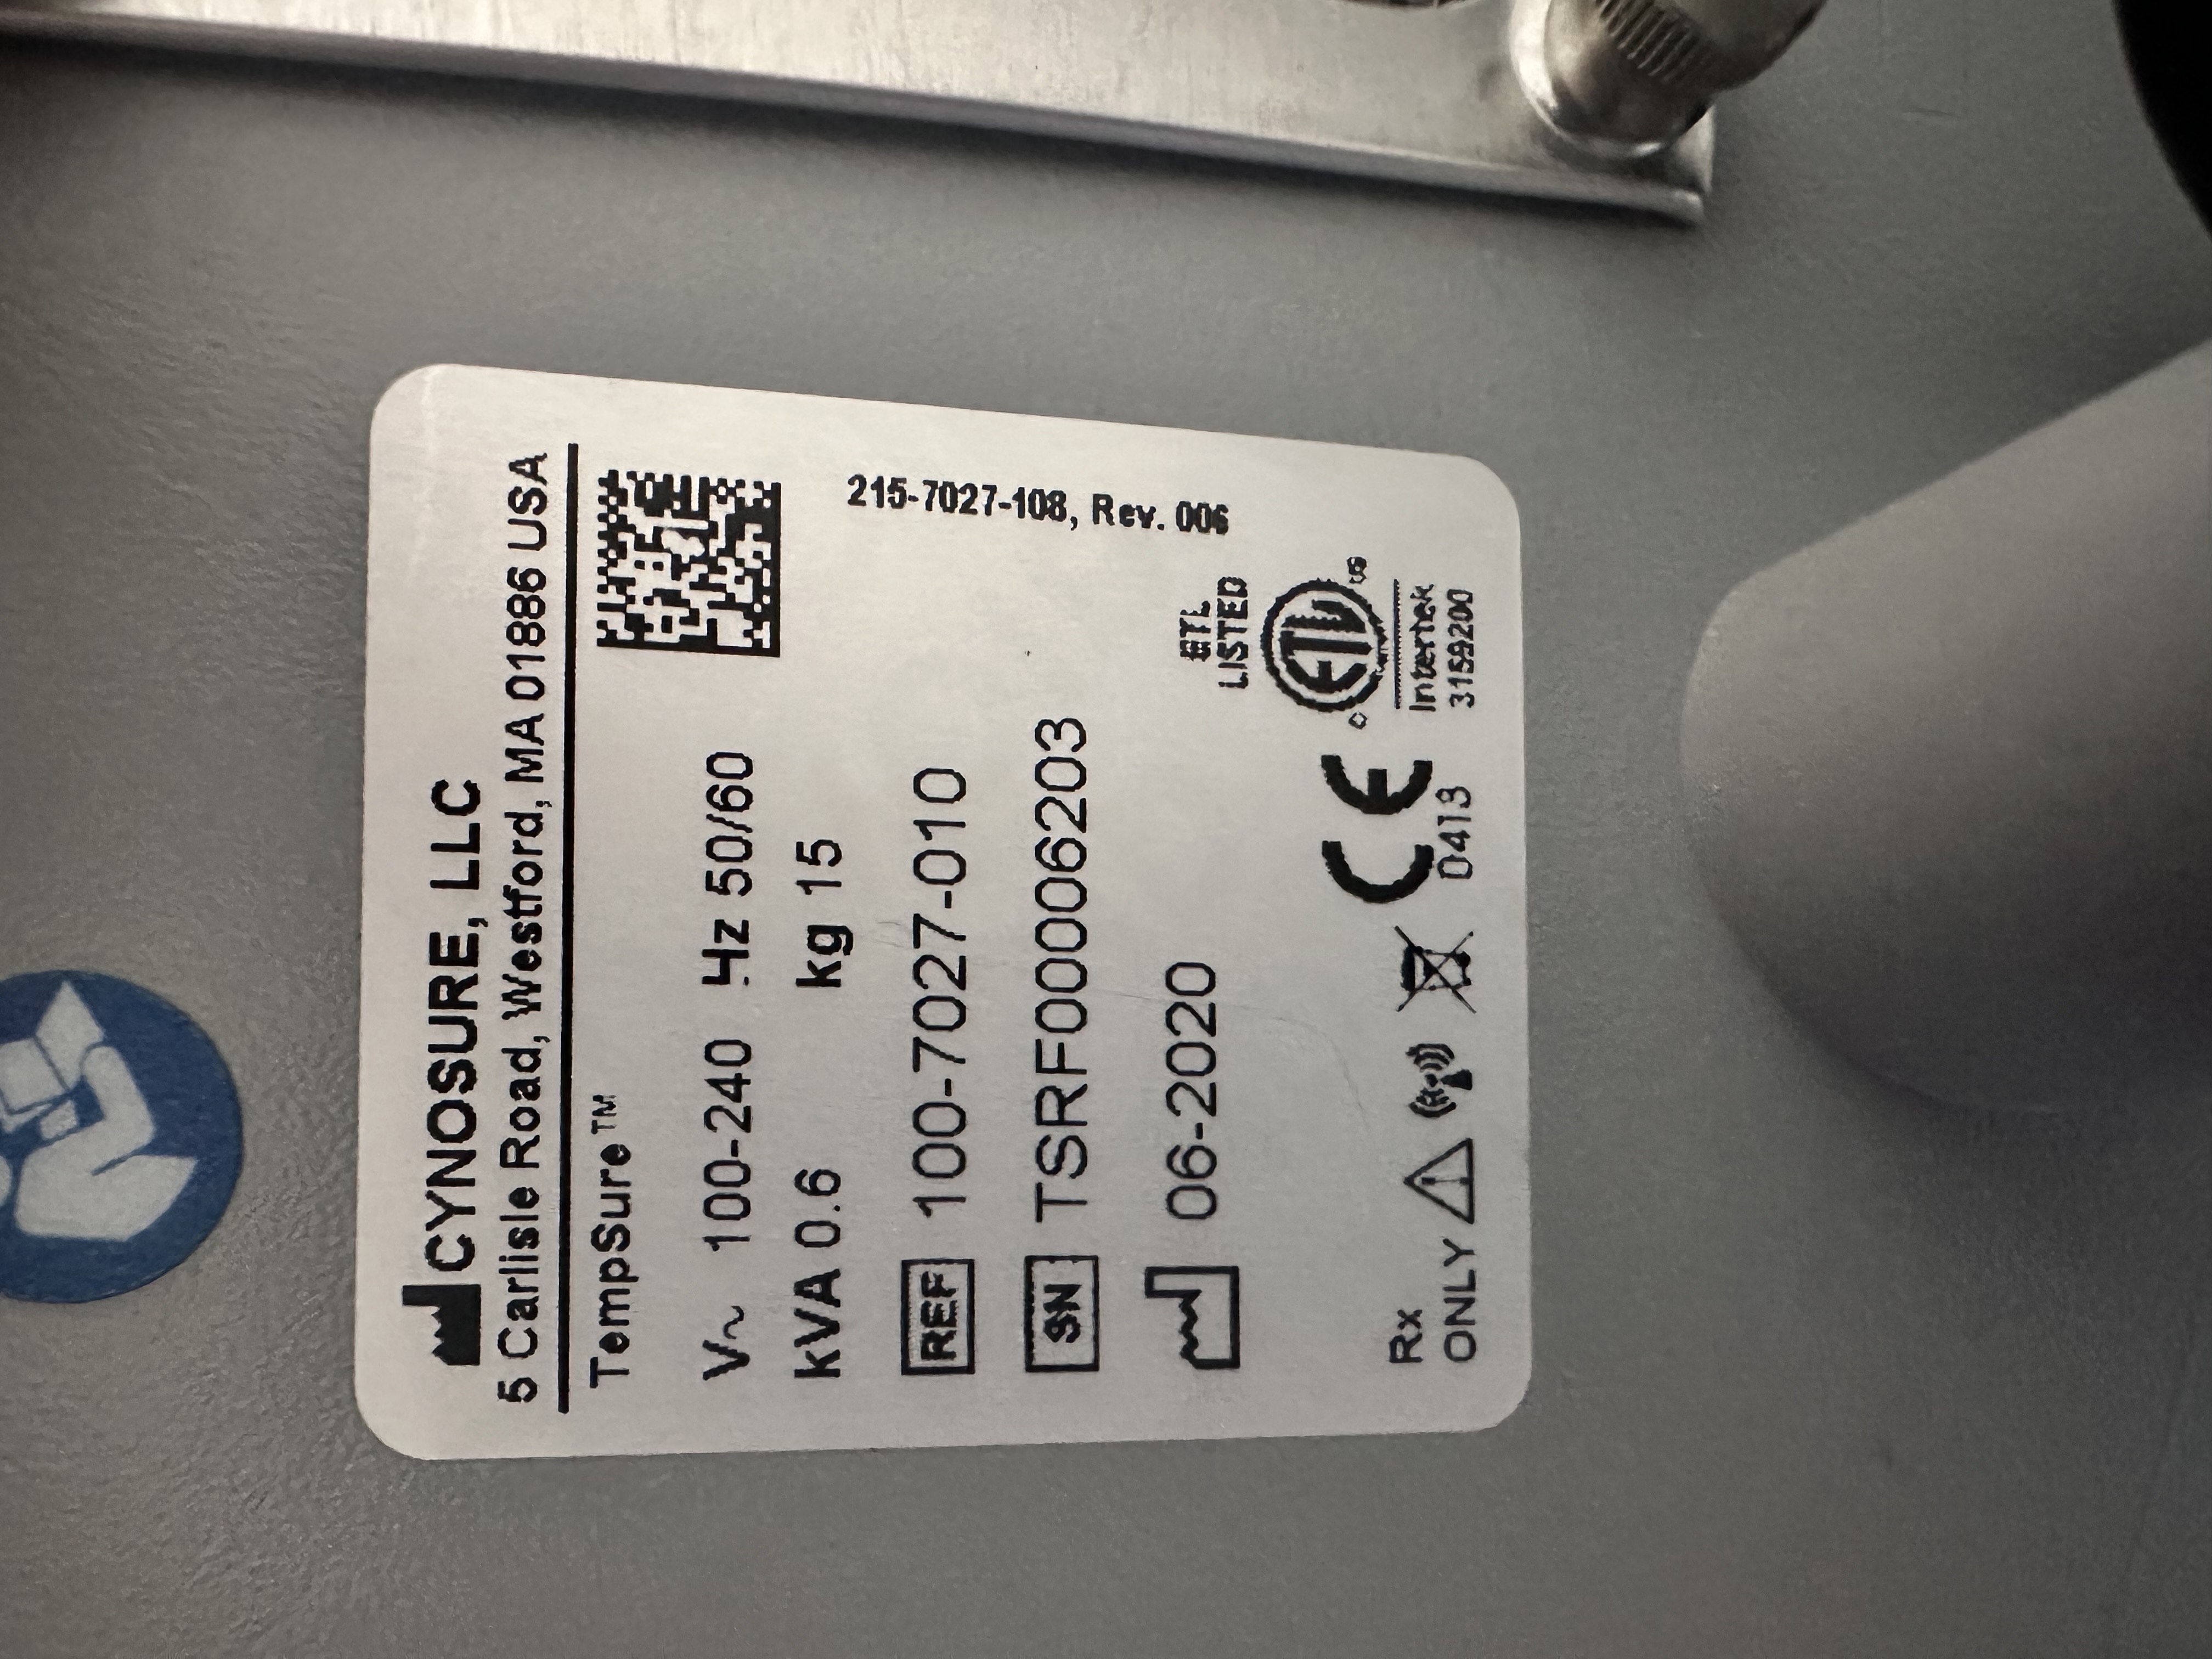 CYNOSURE, LLC
5 Carlisle Road, Westford, MA 01886 USA
TempSure™
V~ 100-240 Hz 50/60
kVA 0.6 kg 15
REF 100-7027-010
SN TSRF00006203
06-2020
215-7027-108, Rev. 006
Rx
ONLY
CE
0413
ETL
LISTED
ETL
C US
Intertek
3159200